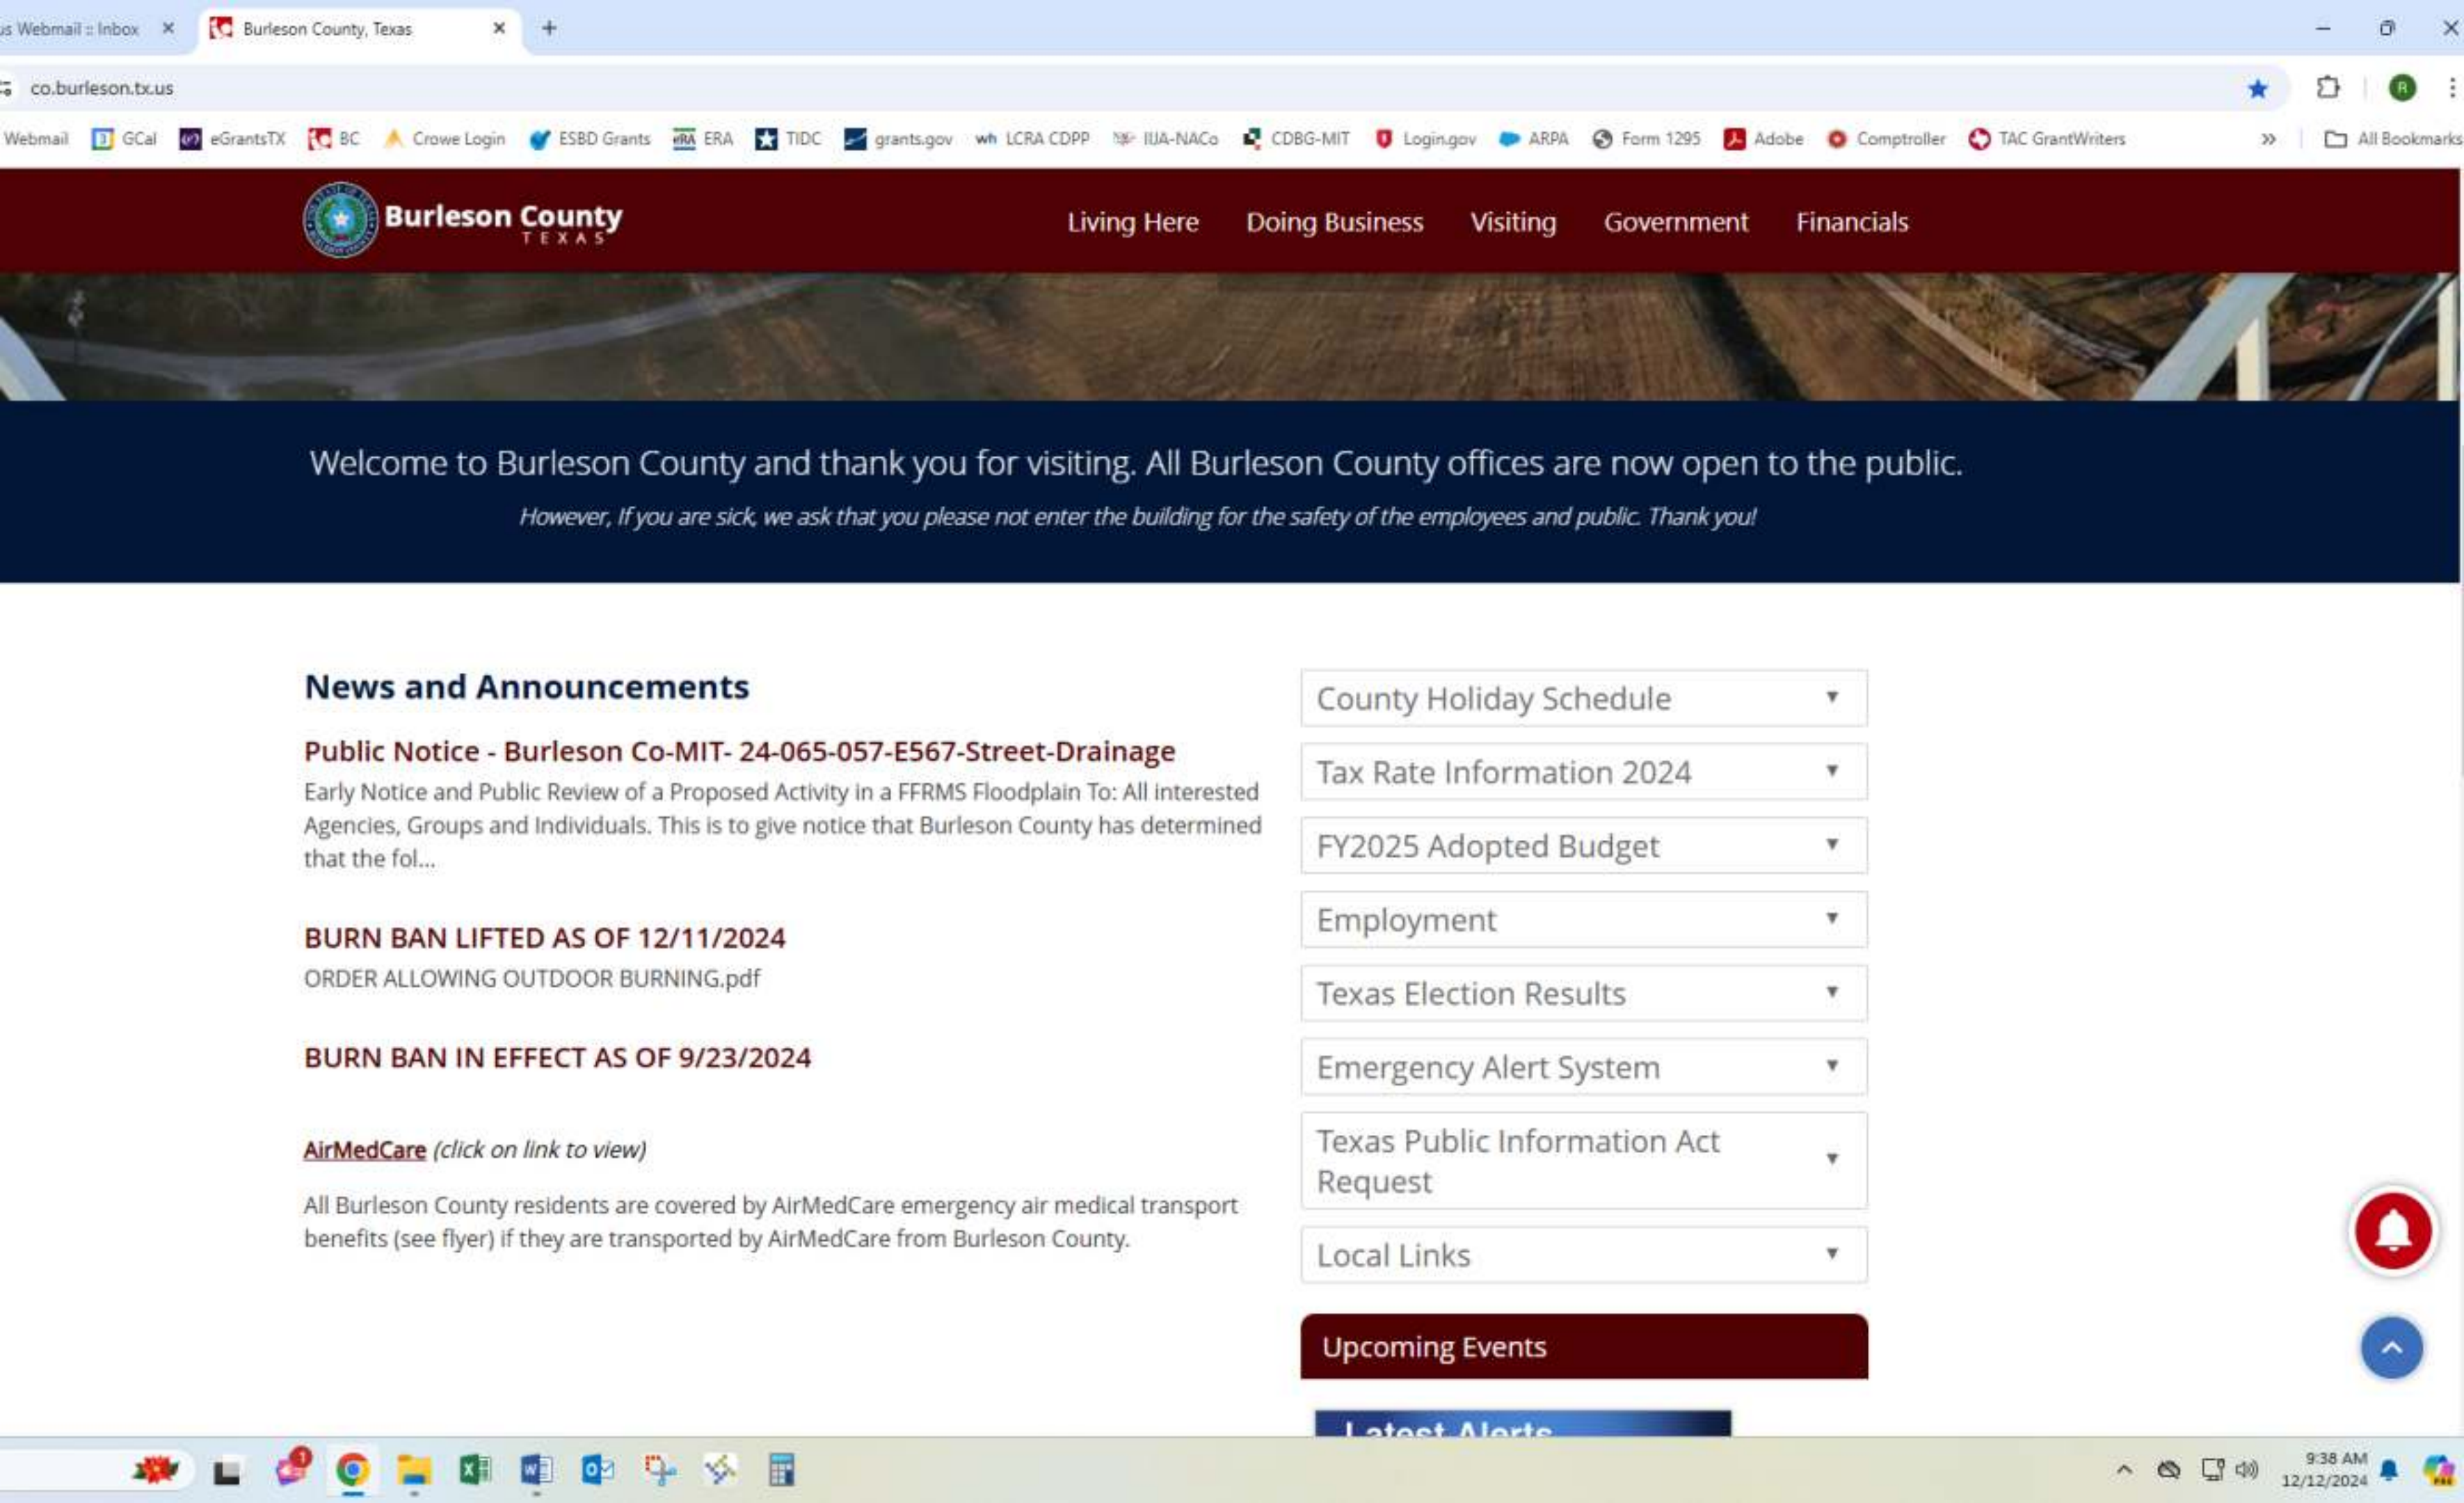 us Webmail :: Inbox
Burleson County, Texas
co.burleson.tx.us
Webmail GCal eGrantsTX BC Crowe Login ESBD Grants eRA ERA TIDC grants.gov wh LCRA CDPP IIJA-NACo CDBG-MIT Login.gov ARPA Form 1295 Adobe Comptroller TAC GrantWriters » All Bookmarks
Burleson County
TEXAS
Living Here Doing Business Visiting Government Financials
Welcome to Burleson County and thank you for visiting. All Burleson County offices are now open to the public.
However, If you are sick, we ask that you please not enter the building for the safety of the employees and public. Thank you!
News and Announcements
Public Notice - Burleson Co-MIT- 24-065-057-E567-Street-Drainage
Early Notice and Public Review of a Proposed Activity in a FFRMS Floodplain To: All interested
Agencies, Groups and Individuals. This is to give notice that Burleson County has determined
that the fol...
BURN BAN LIFTED AS OF 12/11/2024
ORDER ALLOWING OUTDOOR BURNING.pdf
BURN BAN IN EFFECT AS OF 9/23/2024
AirMedCare (click on link to view)
All Burleson County residents are covered by AirMedCare emergency air medical transport
benefits (see flyer) if they are transported by AirMedCare from Burleson County.
County Holiday Schedule
Tax Rate Information 2024
FY2025 Adopted Budget
Employment
Texas Election Results
Emergency Alert System
Texas Public Information Act
Request
Local Links
Upcoming Events
Latest Alerts
9:38 AM
12/12/2024